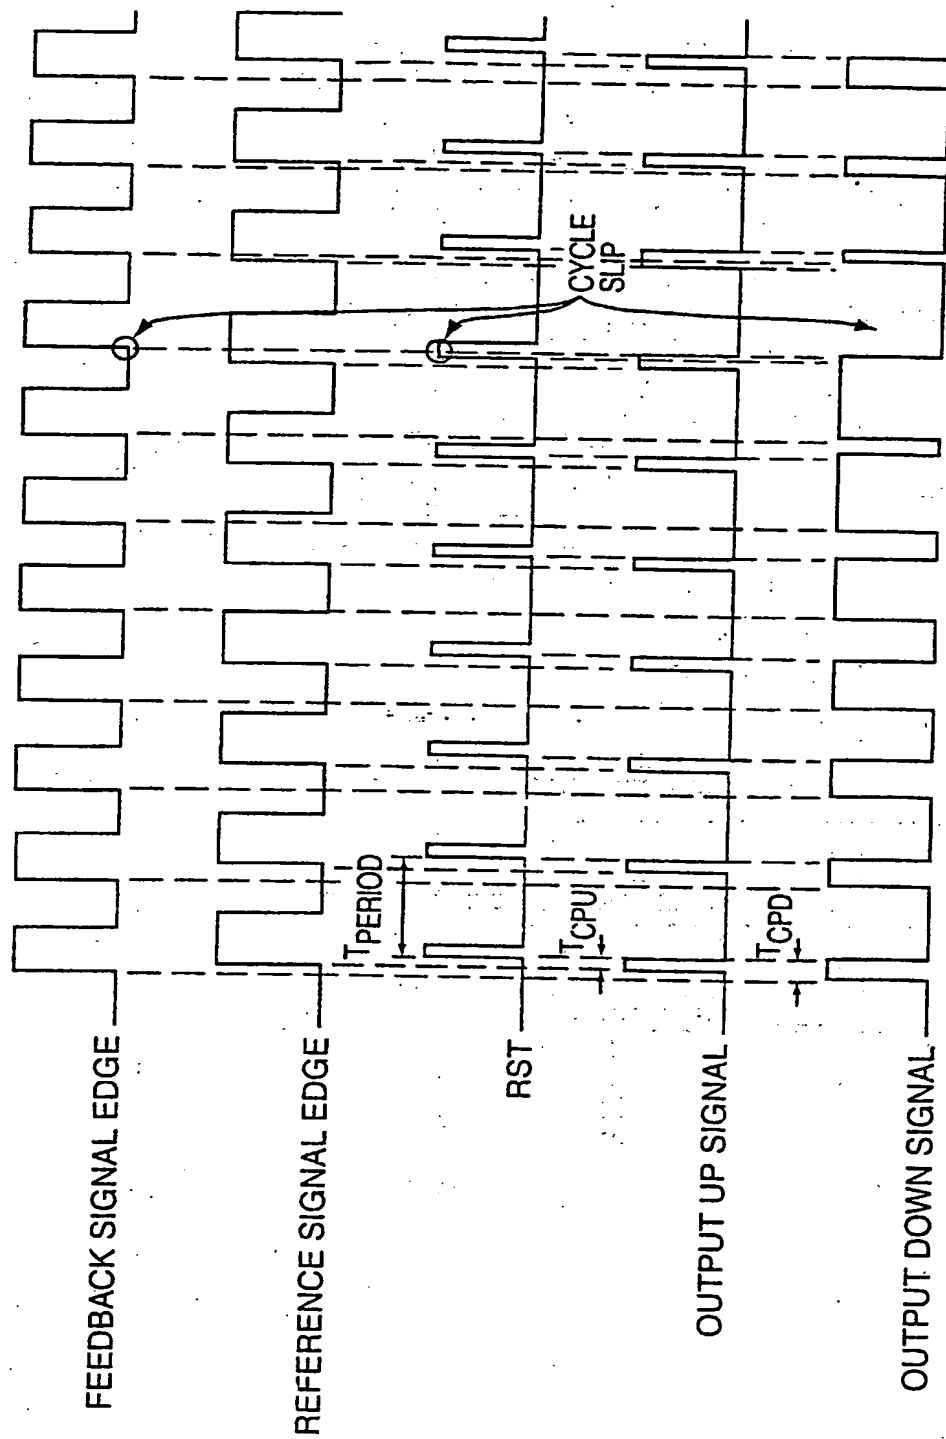 FEEDBACK SIGNAL EDGE
REFERENCE SIGNAL EDGE
TPERIOD
RST
TCPU
OUTPUT UP SIGNAL
TCPD
OUTPUT DOWN SIGNAL
CYCLE
SLIP